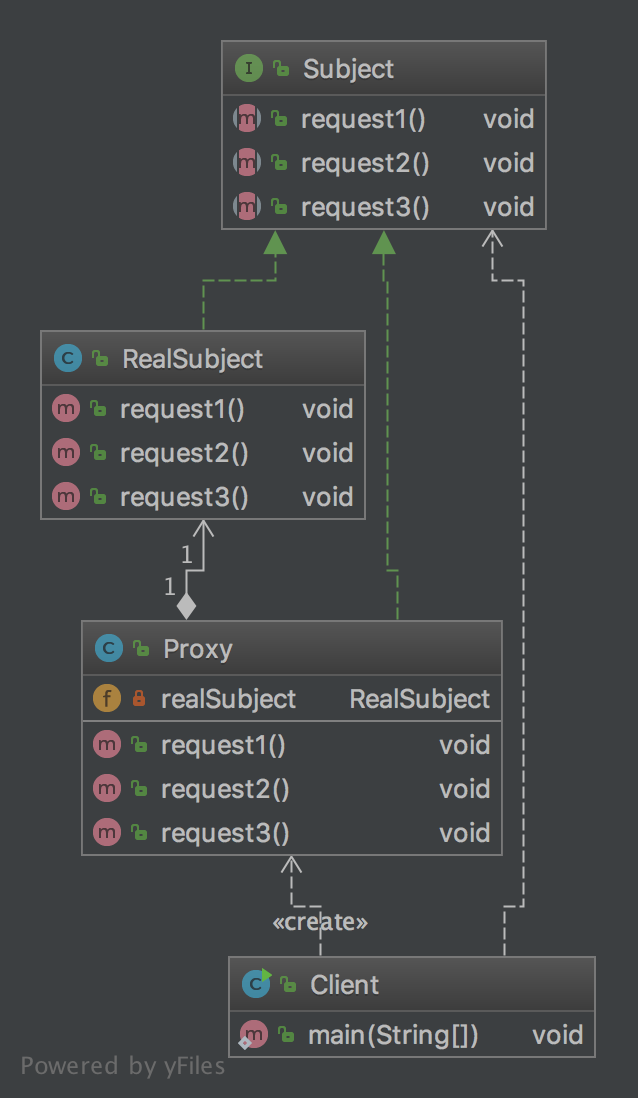 Subject
request1() void
request2() void
request3() void
RealSubject
request1() void
request2() void
request3() void
1
1
Proxy
realSubject RealSubject
request1() void
request2() void
request3() void
«create»
Client
main(String[]) void
Powered by yFiles